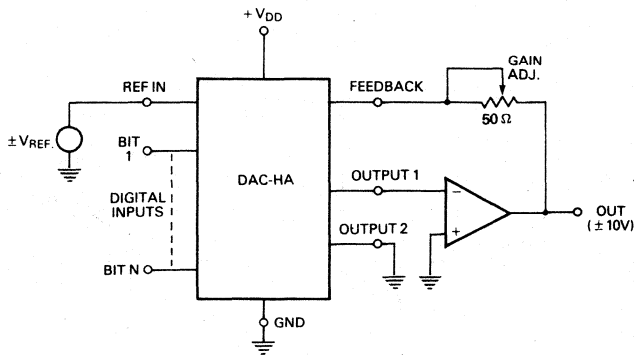 + VDD
GAIN
ADJ.
REF IN
FEEDBACK
50 Ω
± VREF.
BIT
1
DAC-HA
OUTPUT 1
DIGITAL
INPUTS
−
OUT
(± 10V)
OUTPUT 2
+
BIT N
GND